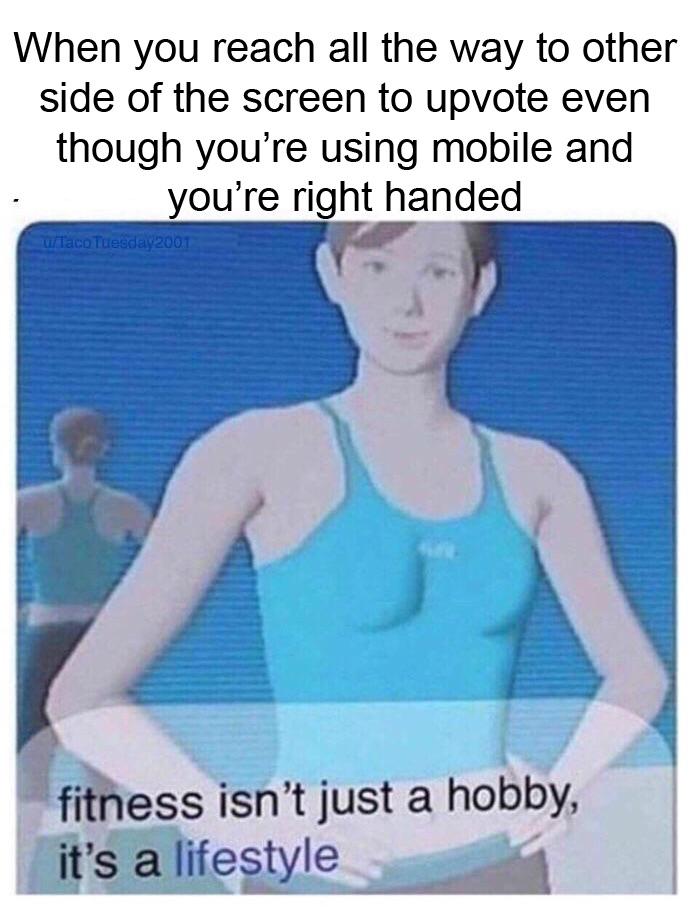 When you reach all the way to other
side of the screen to upvote even
though you’re using mobile and
you’re right handed
u/TacoTuesday2001
fitness isn’t just a hobby,
it's a lifestyle